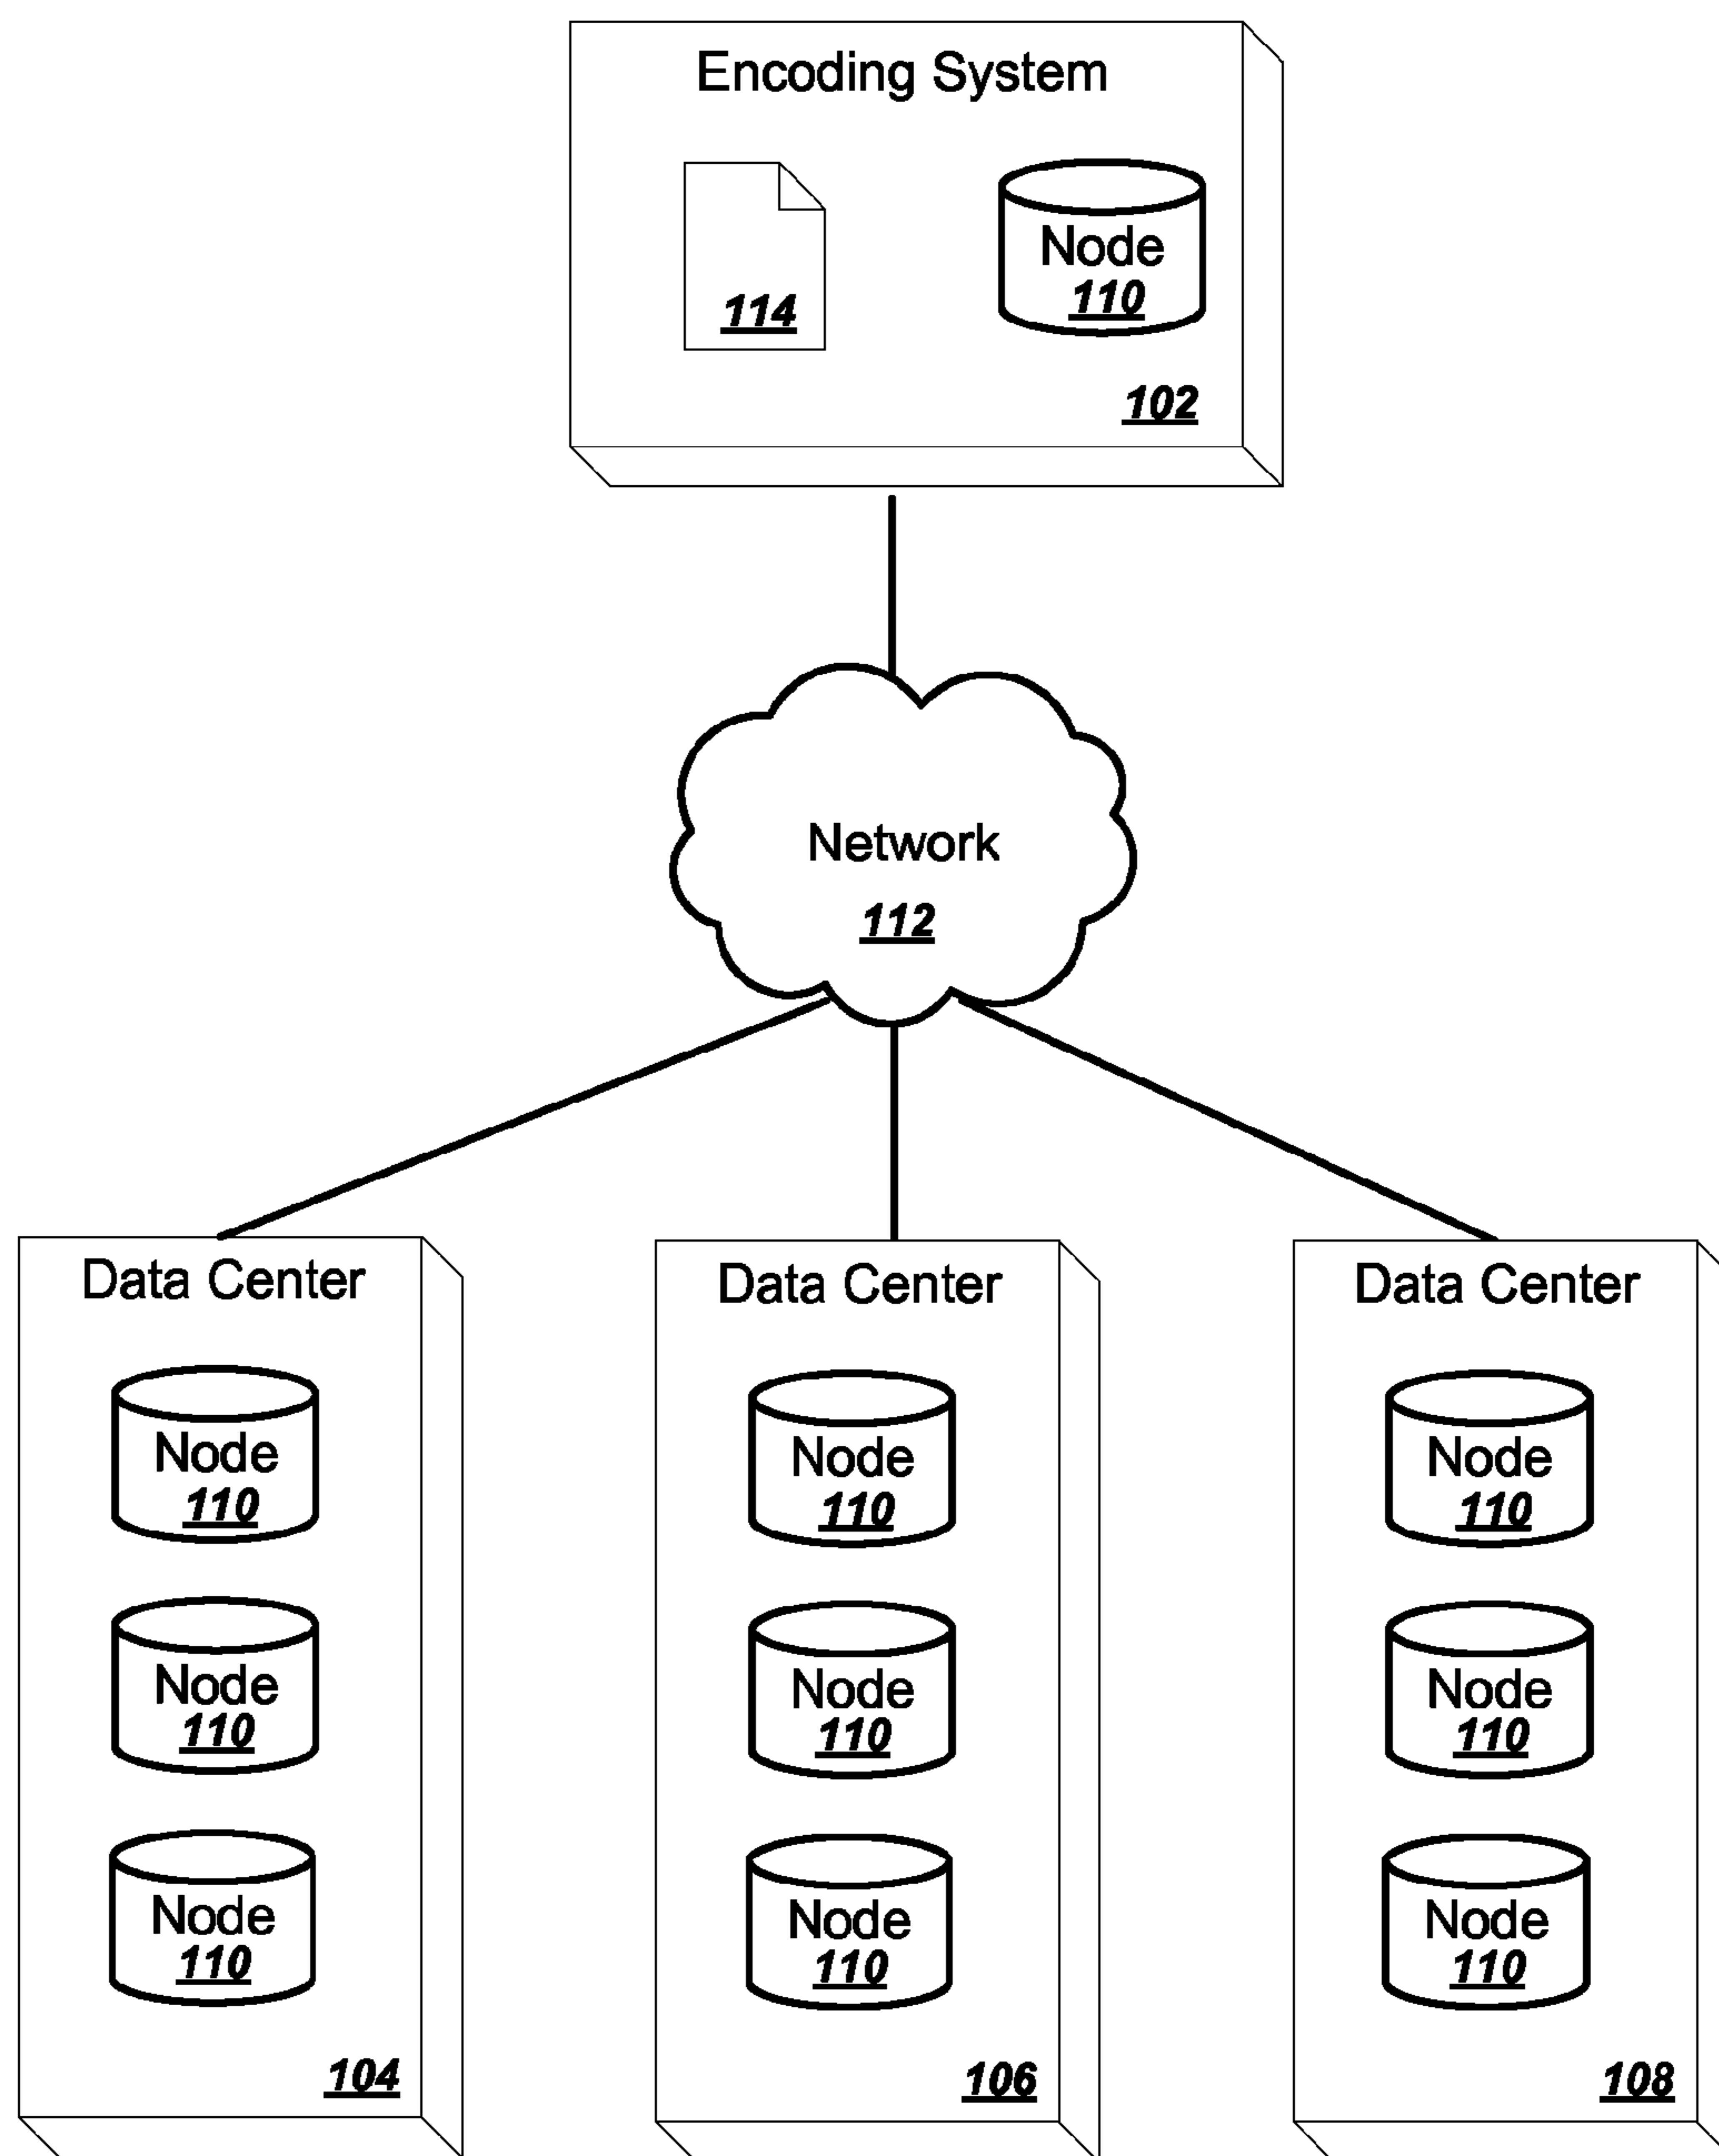 Encoding System
114
Node
110
102
Network
112
Data Center
Node
110
Node
110
Node
110
104
Data Center
Node
110
Node
110
Node
110
106
Data Center
Node
110
Node
110
Node
110
108